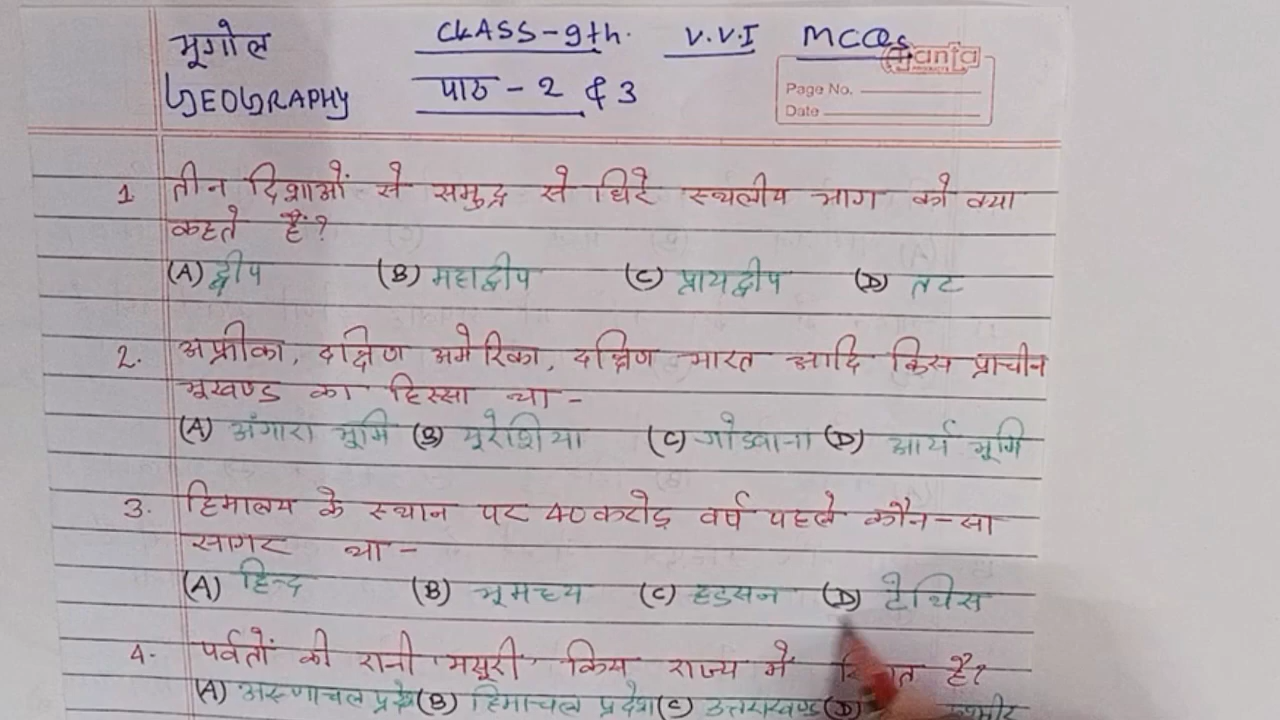 भूगोल CLASS-9th. V.V.I MCQs
GEOGRAPHY पाठ - 2 & 3
Page No.
Date
1 तीन दिशाओं से समुद्र से घिरे स्थलीय भाग को क्या
कहते हैं?
(A) द्वीप (B) महाद्वीप (C) प्रायद्वीप (D) तट
2. अफ्रीका, दक्षिण अमेरिका, दक्षिण भारत आदि किस प्राचीन
भूखण्ड का हिस्सा था -
(A) अंगारा भूमि (B) यूरेशिया (C) गोंडवाना (D) आर्य भूमि
3. हिमालय के स्थान पर 40 करोड़ वर्ष पहले कौन-सा
सागर था -
(A) हिन्द (B) भूमध्य (C) हडसन (D) टेथिस
4. पर्वतों की रानी 'मसूरी' किस राज्य में है?
(A) अरुणाचल प्रदेश (B) हिमाचल प्रदेश (C) उत्तराखण्ड (D)